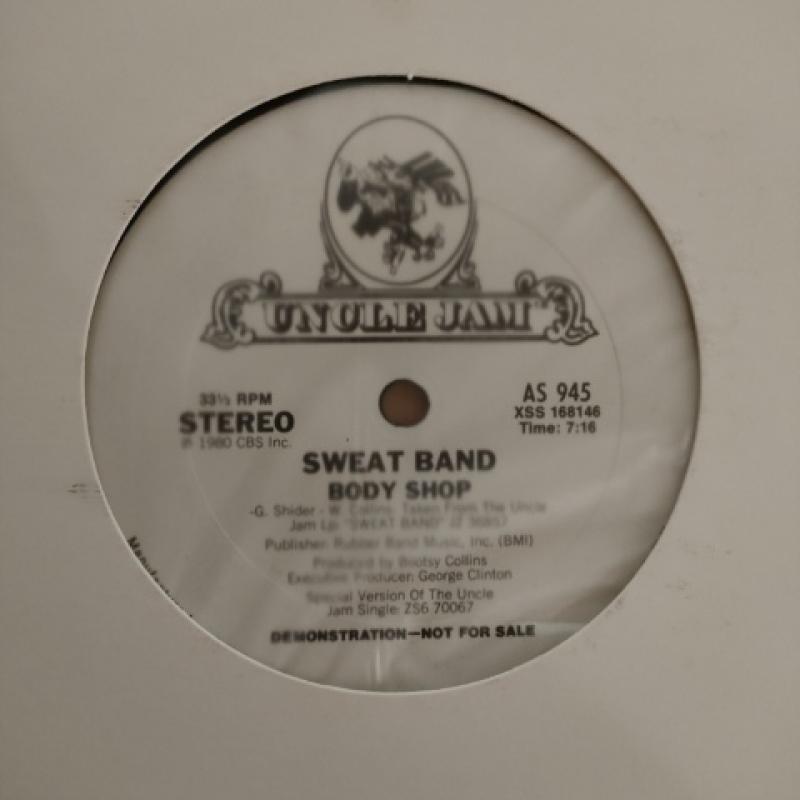 UNCLE JAM
33⅓ RPM
STEREO
℗ 1980 CBS Inc.
AS 945
XSS 168146
Time: 7:16
SWEAT BAND
BODY SHOP
-G. Shider - W. Collins. Taken From The Uncle
Jam Lp: "SWEAT BAND" JZ 36857
Publisher: Rubber Band Music, Inc. (BMI)
Produced by Bootsy Collins
Executive Producer: George Clinton
Special Version Of The Uncle
Jam Single: ZS6 70067
DEMONSTRATION—NOT FOR SALE